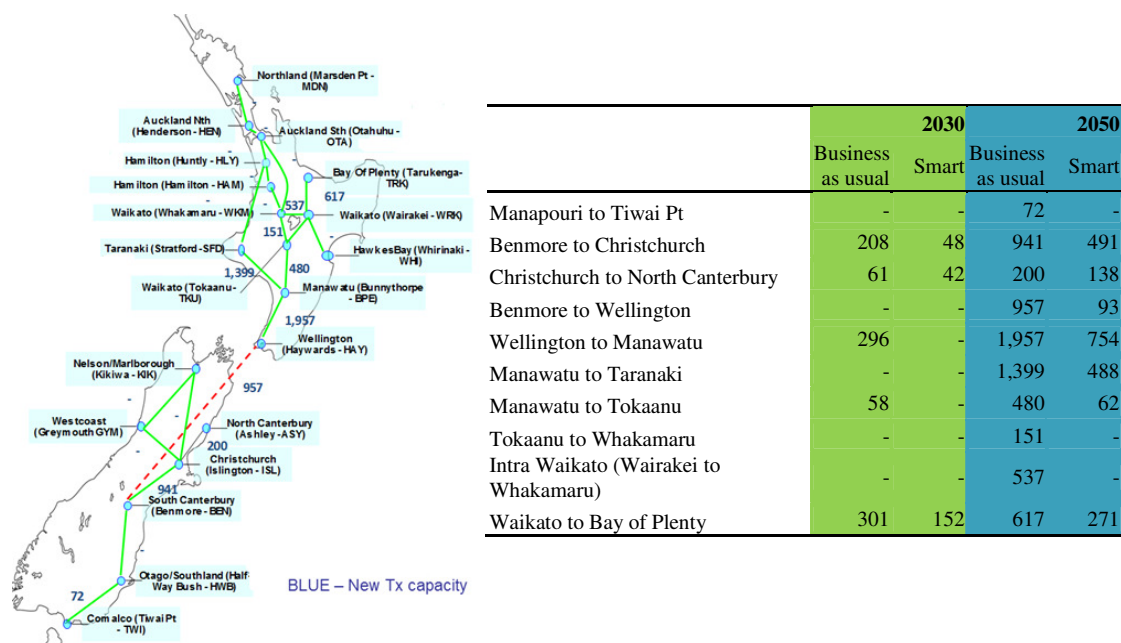 Northland (Marsden Pt -
MDN)
Auckland Nth
(Henderson - HEN)
-
Auckland Sth (Otahuhu -
OTA)
-
Hamilton (Huntly - HLY)
-
Bay Of Plenty (Tarukenga-
TRK)
Hamilton (Hamilton - HAM)
-
617
537
Waikato (Whakamaru - WKM)
-
Waikato (Wairakei - WRK)
151
-
Taranaki (Stratford -SFD)
HawkesBay (Whirinaki -
WHI)
1,399
480
Waikato (Tokaanu-
TKU)
Manawatu (Bunnythorpe
- BPE)
1,957
Wellington
(Haywards - HAY)
Nelson/Marlborough
(Kikiwa - KIK)
957
-
-
Westcoast
(Greymouth GYM)
North Canterbury
(Ashley -ASY)
-
200
Christchurch
(Islington - ISL)
941
South Canterbury
(Benmore - BEN)
-
Otago/Southland (Half
Way Bush - HWB)
72
Comalco (Tiwai Pt
- TWI)
BLUE – New Tx capacity
2030 2050
Business as usual Smart Business as usual Smart
Manapouri to Tiwai Pt - - 72 -
Benmore to Christchurch 208 48 941 491
Christchurch to North Canterbury 61 42 200 138
Benmore to Wellington - - 957 93
Wellington to Manawatu 296 - 1,957 754
Manawatu to Taranaki - - 1,399 488
Manawatu to Tokaanu 58 - 480 62
Tokaanu to Whakamaru - - 151 -
Intra Waikato (Wairakei to
Whakamaru) - - 537 -
Waikato to Bay of Plenty 301 152 617 271